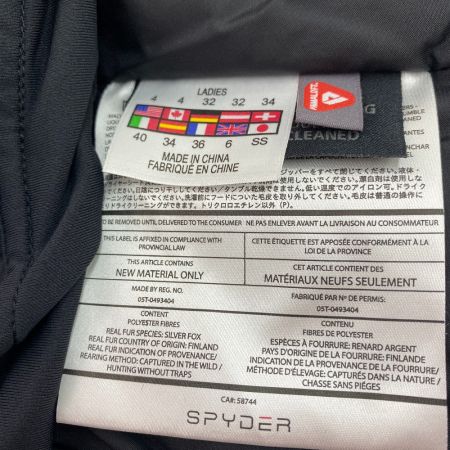 LADIES
4 4 32 32 34
40 34 36 6 SS
MADE IN CHINA
FABRIQUÉ EN CHINE
PRIMALOFT
CLEANED
TO BE REMOVED UNTIL DELIVERED TO THE CONSUMER
NE PAS ENLEVER AVANT LA LIVRAISON AU CONSOMMATEUR
THIS LABEL IS AFFIXED IN COMPLIANCE WITH
PROVINCIAL LAW
CETTE ÉTIQUETTE EST APPOSÉE CONFORMÉMENT À LA
LOI DE LA PROVINCE
THIS ARTICLE CONTAINS
NEW MATERIAL ONLY
CET ARTICLE CONTIENT DES
MATÉRIAUX NEUFS SEULEMENT
MADE BY REG. NO.
05T-0493404
FABRIQUÉ PAR Nº DE PERMIS:
05T-0493404
CONTENT
POLYESTER FIBRES
REAL FUR SPECIES: SILVER FOX
REAL FUR COUNTRY OF ORIGIN: FINLAND
REAL FUR INDICATION OF PROVENANCE/
REARING METHOD: CAPTURED IN THE WILD /
HUNTING WITHOUT TRAPS
CONTENU
FIBRES DE POLYESTER
ESPÈCES À FOURRURE: RENARD ARGENT
PAYS D'ORIGINE DE FOURRURE: FINLANDE
INDICATION DE LA PROVENANCE DE FOURRURE/
MÉTHODE D'ÉLEVAGE: CAPTURÉS DANS LA NATURE /
CHASSE SANS PIÈGES
CA#: 58744
SPYDER